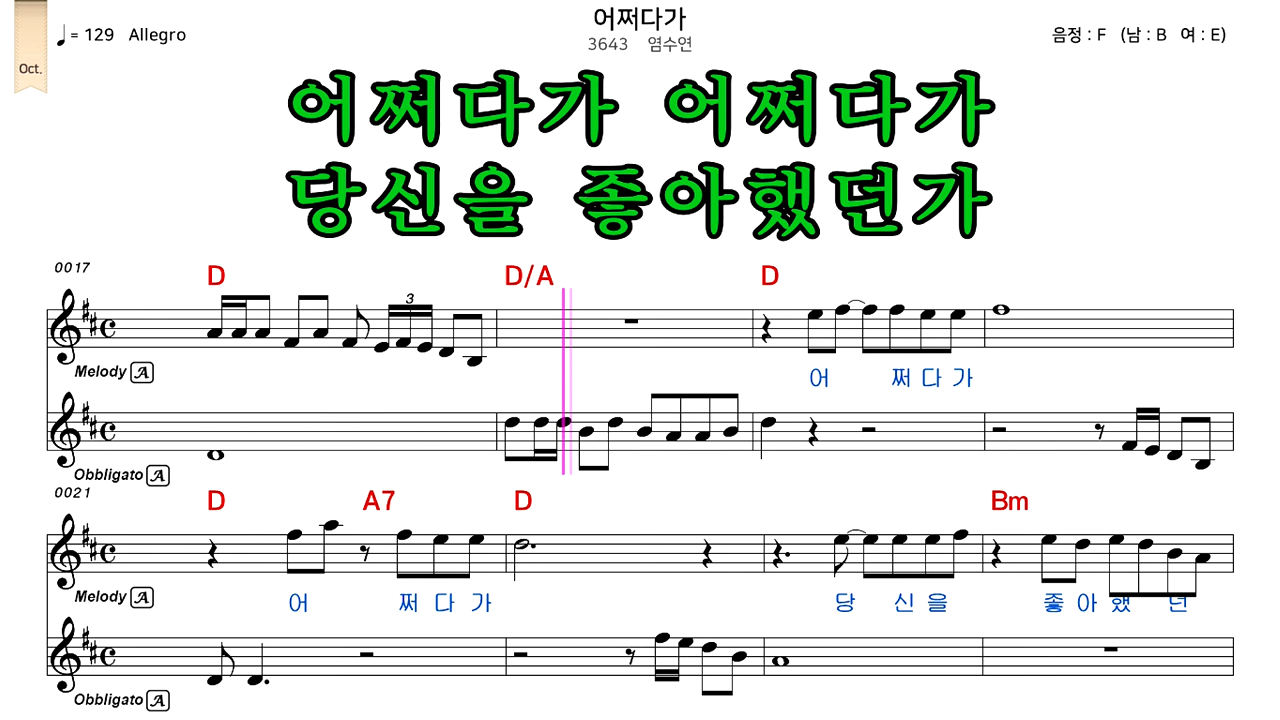 어쩌다가
♩= 129 Allegro
3643 염수연
음정 : F (남 : B 여 : E)
Oct.
어쩌다가 어쩌다가
당신을 좋아했던가
0017
D D/A D
3
Melody A
어 쩌 다 가
Obbligato A
0021
D A7 D Bm
Melody A
어 쩌 다 가 당 신 을 좋 아 했 던
Obbligato A